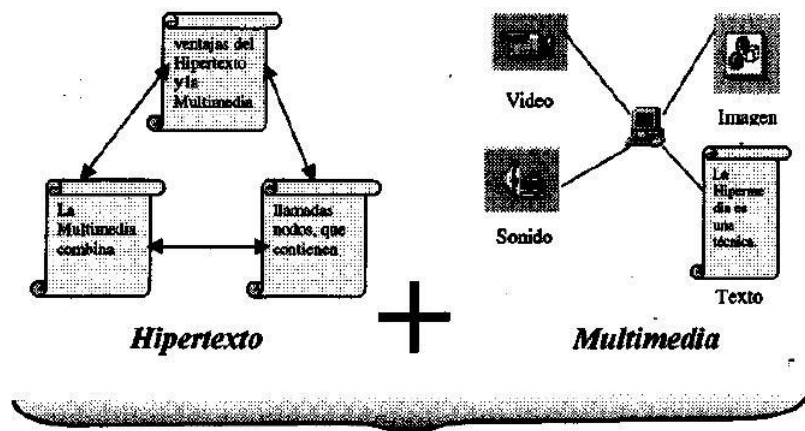 ventajas del
Hipertexto
y la
Multimedia
La
Multimedia
combina
llamadas
nodos, que
contienen
Hipertexto
+
Video
Imagen
Sonido
La
Hiperme
dia es
una
técnica.
Texto
Multimedia